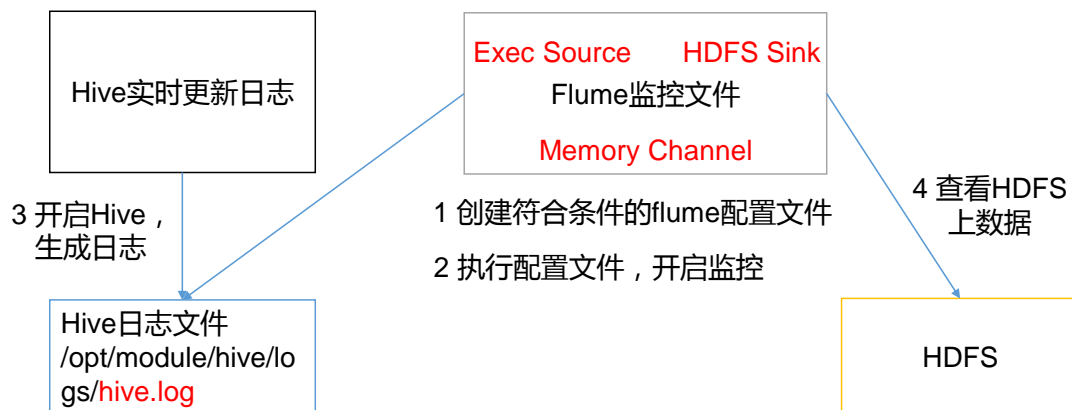 Exec Source HDFS Sink
Hive实时更新日志
Flume监控文件
Memory Channel
3 开启Hive，
生成日志
1 创建符合条件的flume配置文件
2 执行配置文件，开启监控
4 查看HDFS
上数据
Hive日志文件
/opt/module/hive/lo
gs/hive.log
HDFS